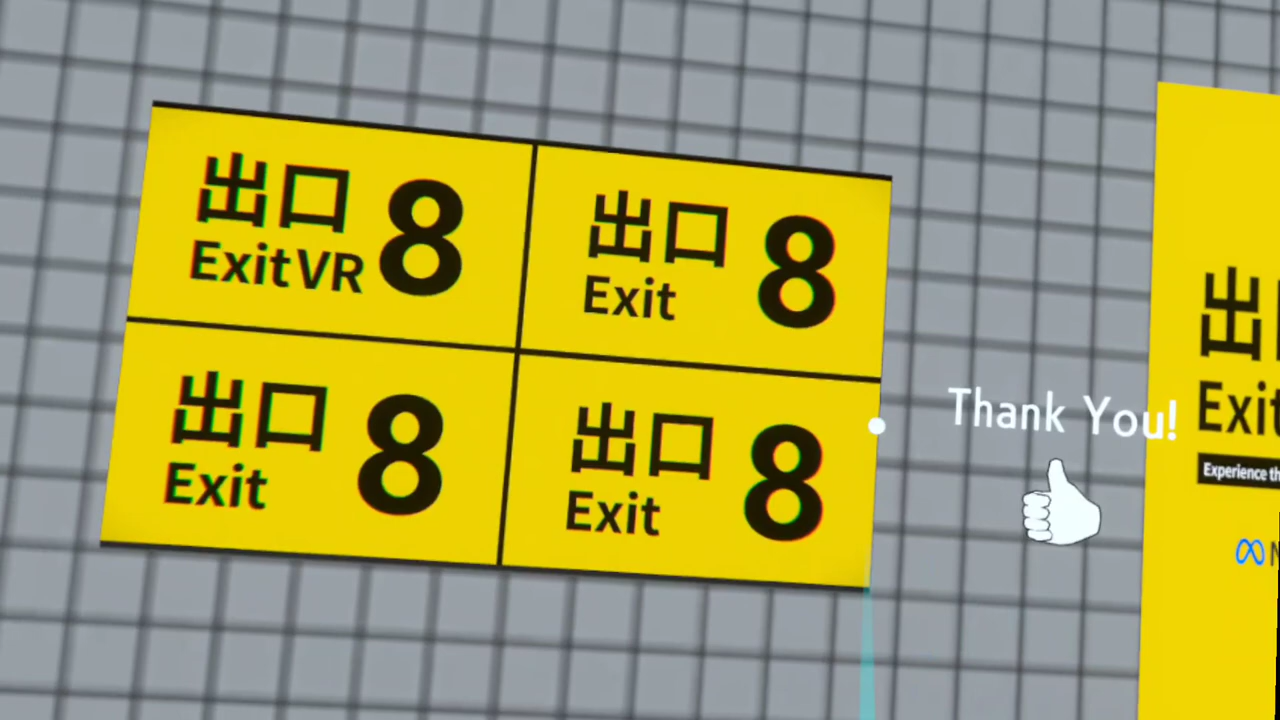 出口 8
ExitVR
出口 8
Exit
出口 8
Exit
出口 8
Exit
Thank You!
出
Exit
Experience